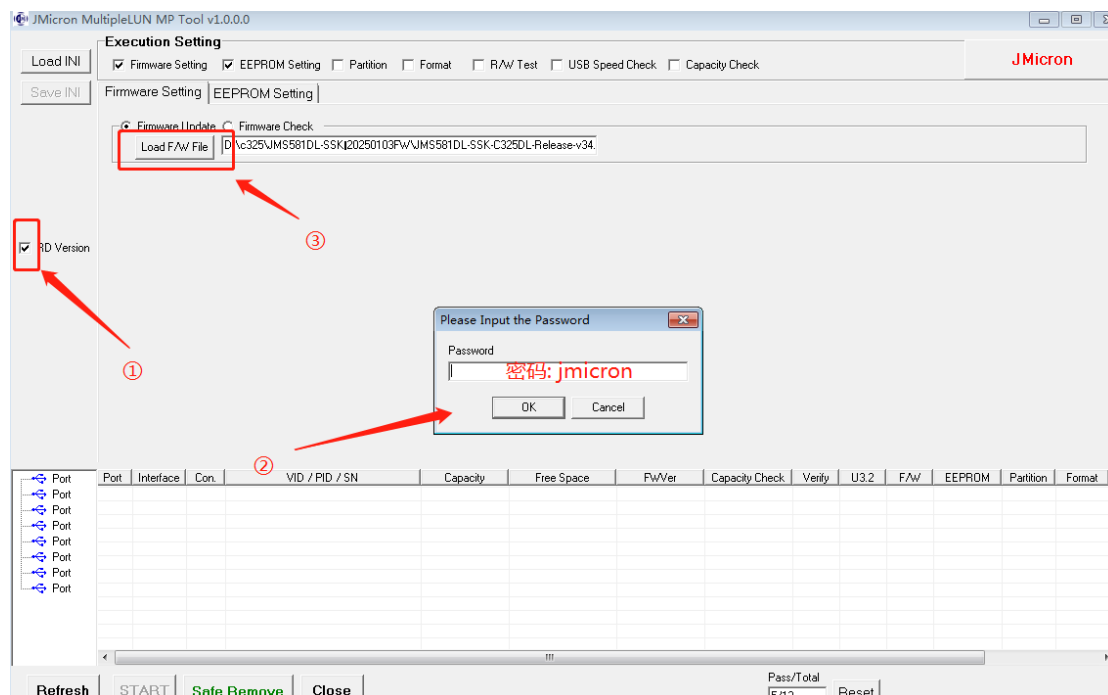 JMicron MultipleLUN MP Tool v1.0.0.0
Execution Setting
Load INI
Firmware Setting EEPROM Setting Partition Format R/W Test USB Speed Check Capacity Check
JMicron
Save INI
Firmware Setting EEPROM Setting
Firmware Update Firmware Check
Load F/W File
\c325\JMS581DL-SSK\20250103FW\JMS581DL-SSK-C325DL-Release-v34.
③
RD Version
Please Input the Password
Password
密码: jmicron
①
OK Cancel
②
Port Port Interface Con. VID / PID / SN Capacity Free Space FWVer Capacity Check Verify U3.2 F/W EEPROM Partition Format
Port
Port
Port
Port
Port
Port
Port
Refresh START Safe Remove Close
Pass/Total
5/12
Reset